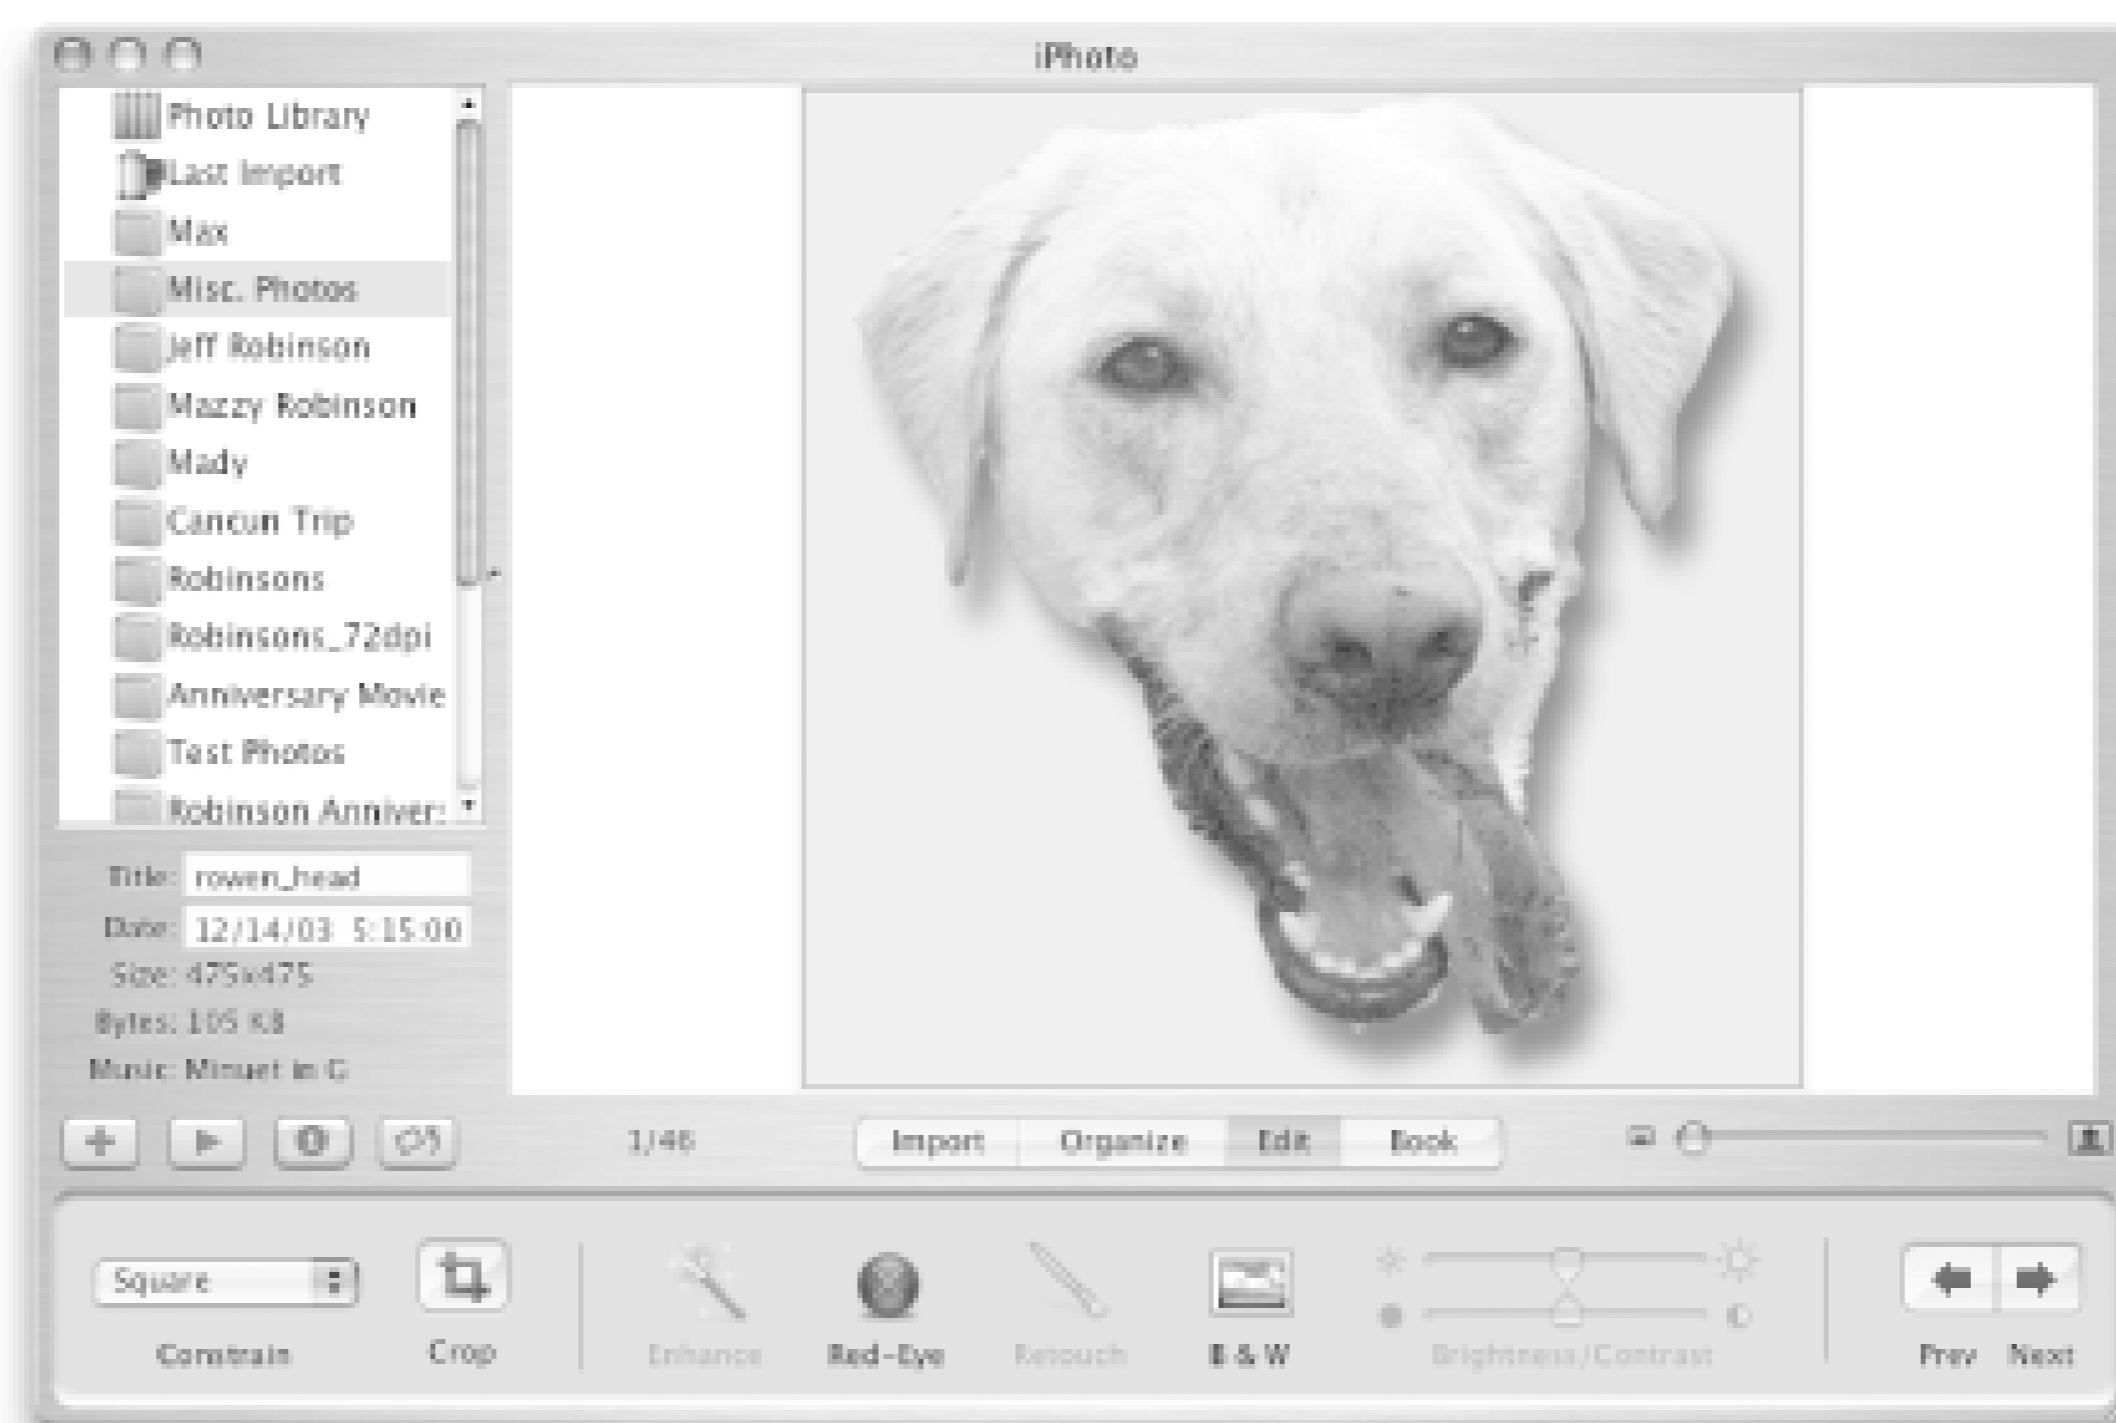 iPhoto
Photo Library
Last Import
Max
Misc. Photos
Jeff Robinson
Mazzy Robinson
Mady
Cancun Trip
Robinsons
Robinsons_72dpi
Anniversary Movie
Test Photos
Robinson Anniver:
Title: rowen_head
Date: 12/14/03 5:15:00
Size: 475x475
Bytes: 105 KB
Music: Minuet in G
1/46
Import Organize Edit Book
Square
Constrain Crop Enhance Red-Eye Retouch B & W Brightness/Contrast Prev Next